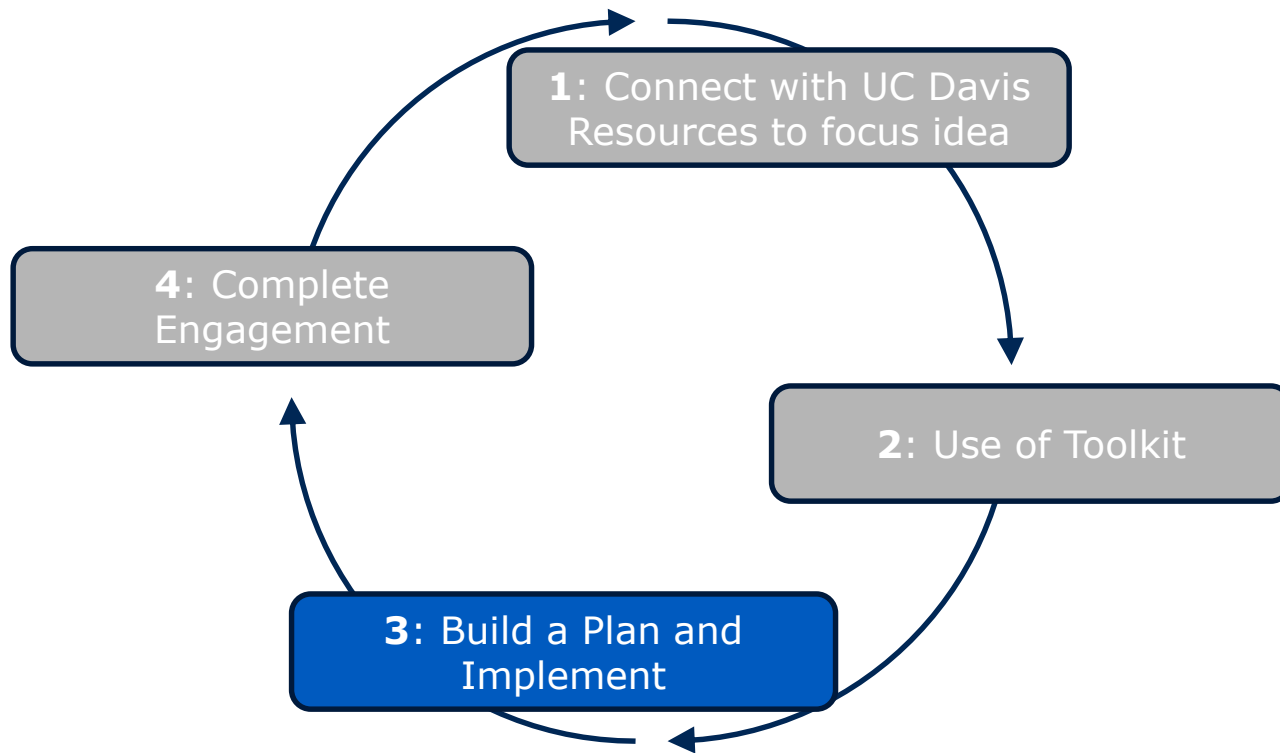 1: Connect with UC Davis
Resources to focus idea
2: Use of Toolkit
3: Build a Plan and
Implement
4: Complete
Engagement